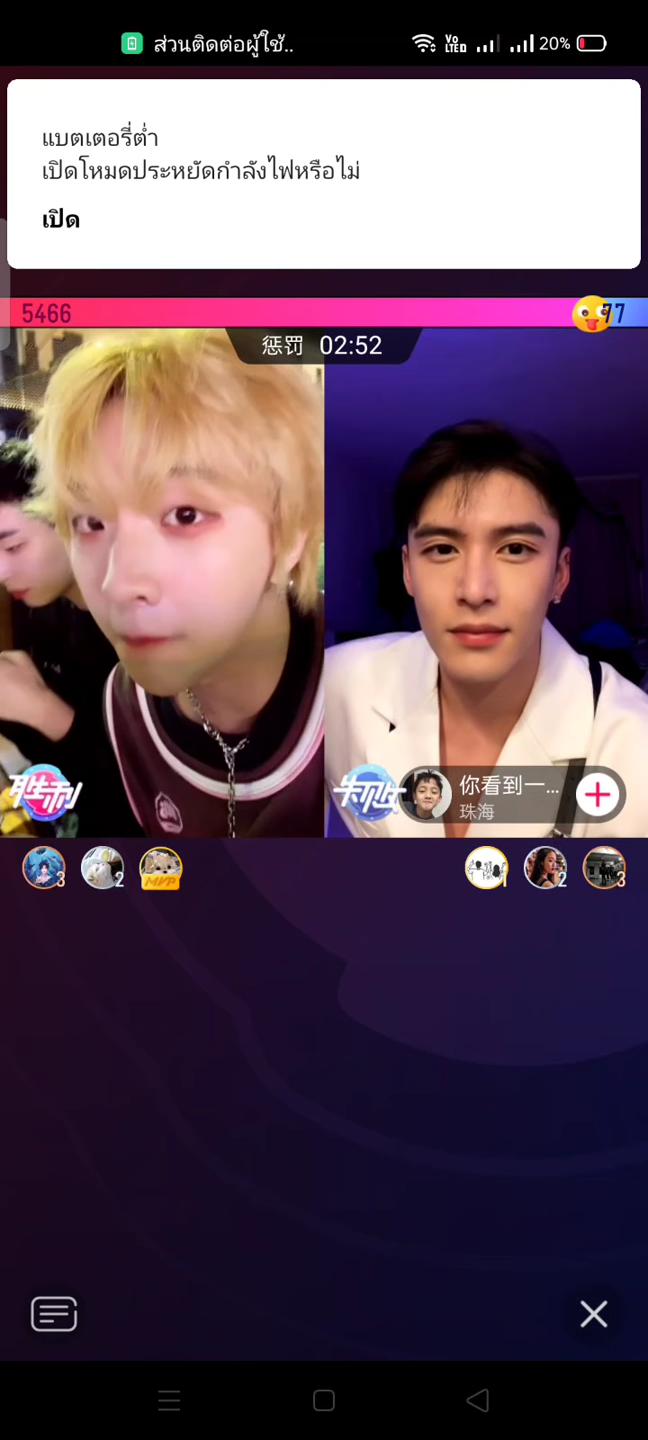 ส่วนติดต่อผู้ใช้..
VO
LTE
20%
แบตเตอรี่ต่ำ
เปิดโหมดประหยัดกำลังไฟหรือไม่
เปิด
5466
77
惩罚 02:52
胜利
失败
你看到一...
珠海
3
2
MVP
1
2
3